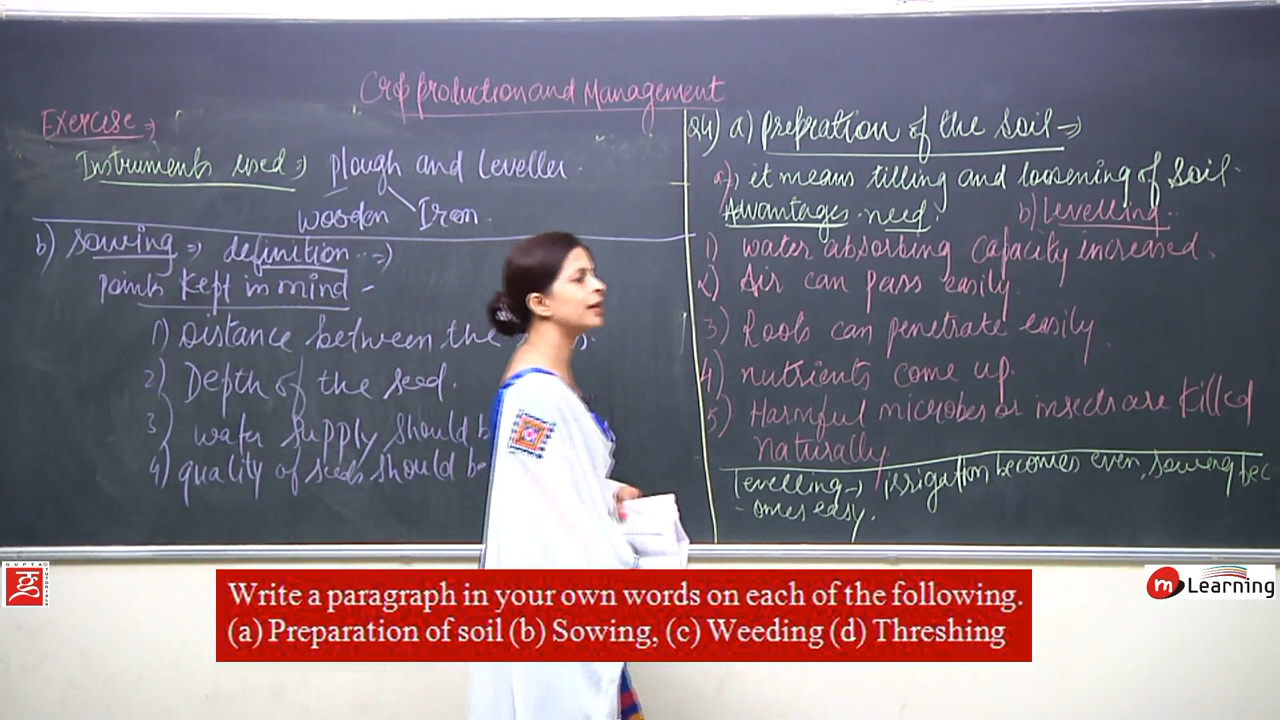 Crop production and Management
Exercise
Instruments used plough and Leveller.
wooden Iron.
b) Sowing definition
points kept in mind -
1) Distance between the
2) Depth of the seed.
3) water supply should b
4) quality of seeds should be
Q4) a) prepration of the soil
a) it means tilling and loosening of Soil.
Advantages need.
b) Levelling..
1) water absorbing capacity increased.
2) Air can pass easily.
3) Roots can penetrate easily
4) nutrients come up.
5) Harmful microbes or insects are killed
naturally.
Levelling irrigation becomes even, sowing bec
-omes easy.
GUPTA
TUTORIALS
m Learning
Write a paragraph in your own words on each of the following.
(a) Preparation of soil (b) Sowing, (c) Weeding (d) Threshing